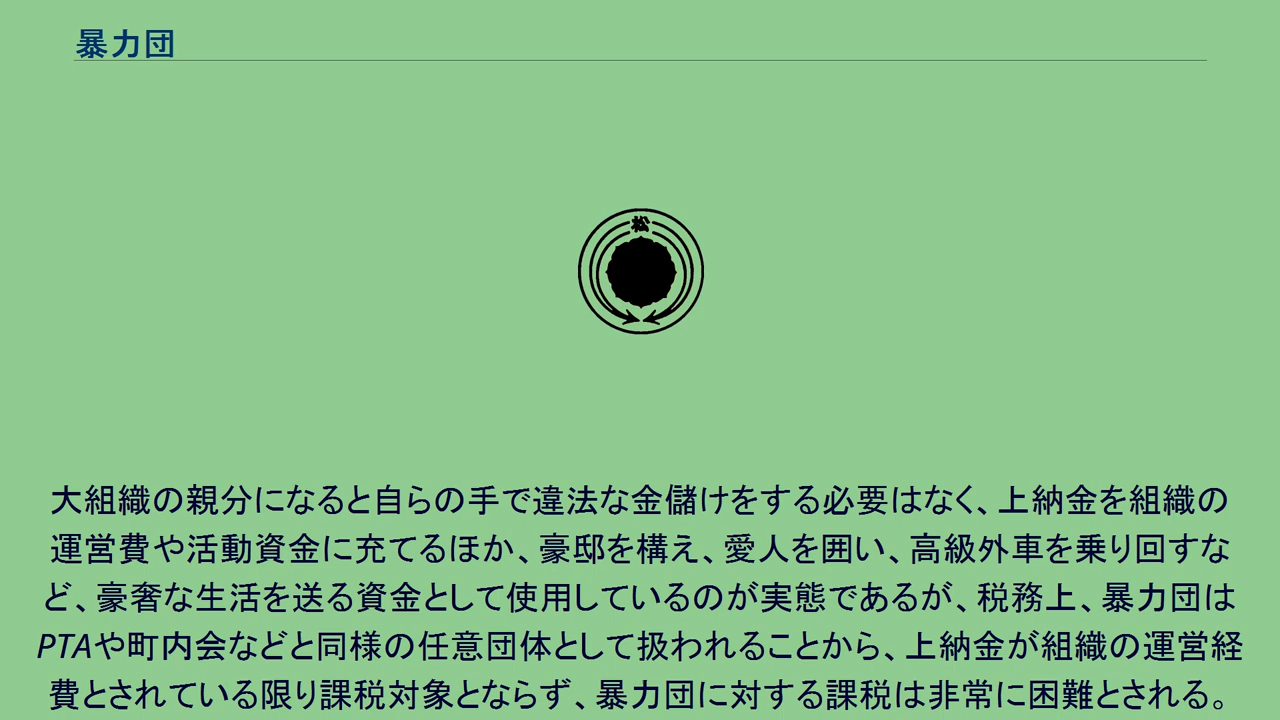 暴力団
大組織の親分になると自らの手で違法な金儲けをする必要はなく、上納金を組織の
運営費や活動資金に充てるほか、豪邸を構え、愛人を囲い、高級外車を乗り回すな
ど、豪奢な生活を送る資金として使用しているのが実態であるが、税務上、暴力団は
PTAや町内会などと同様の任意団体として扱われることから、上納金が組織の運営経
費とされている限り課税対象とならず、暴力団に対する課税は非常に困難とされる。